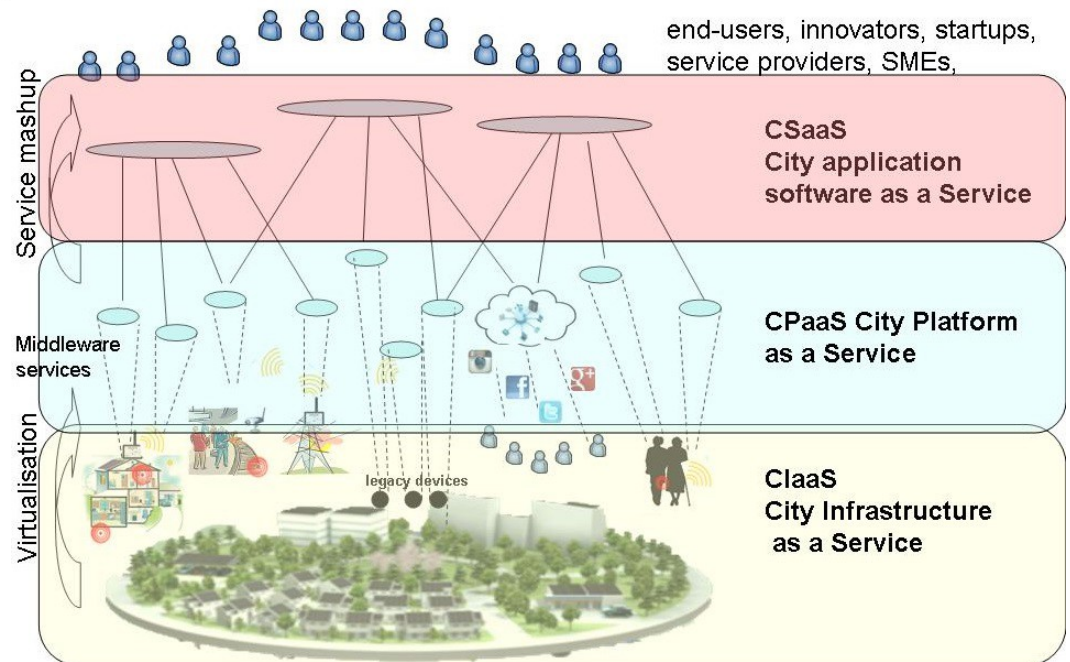 end-users, innovators, startups,
service providers, SMEs,
Service mashup
CSaaS
City application
software as a Service
CPaaS City Platform
as a Service
Middleware
services
f
g+
Virtualisation
legacy devices
CIaaS
City Infrastructure
as a Service